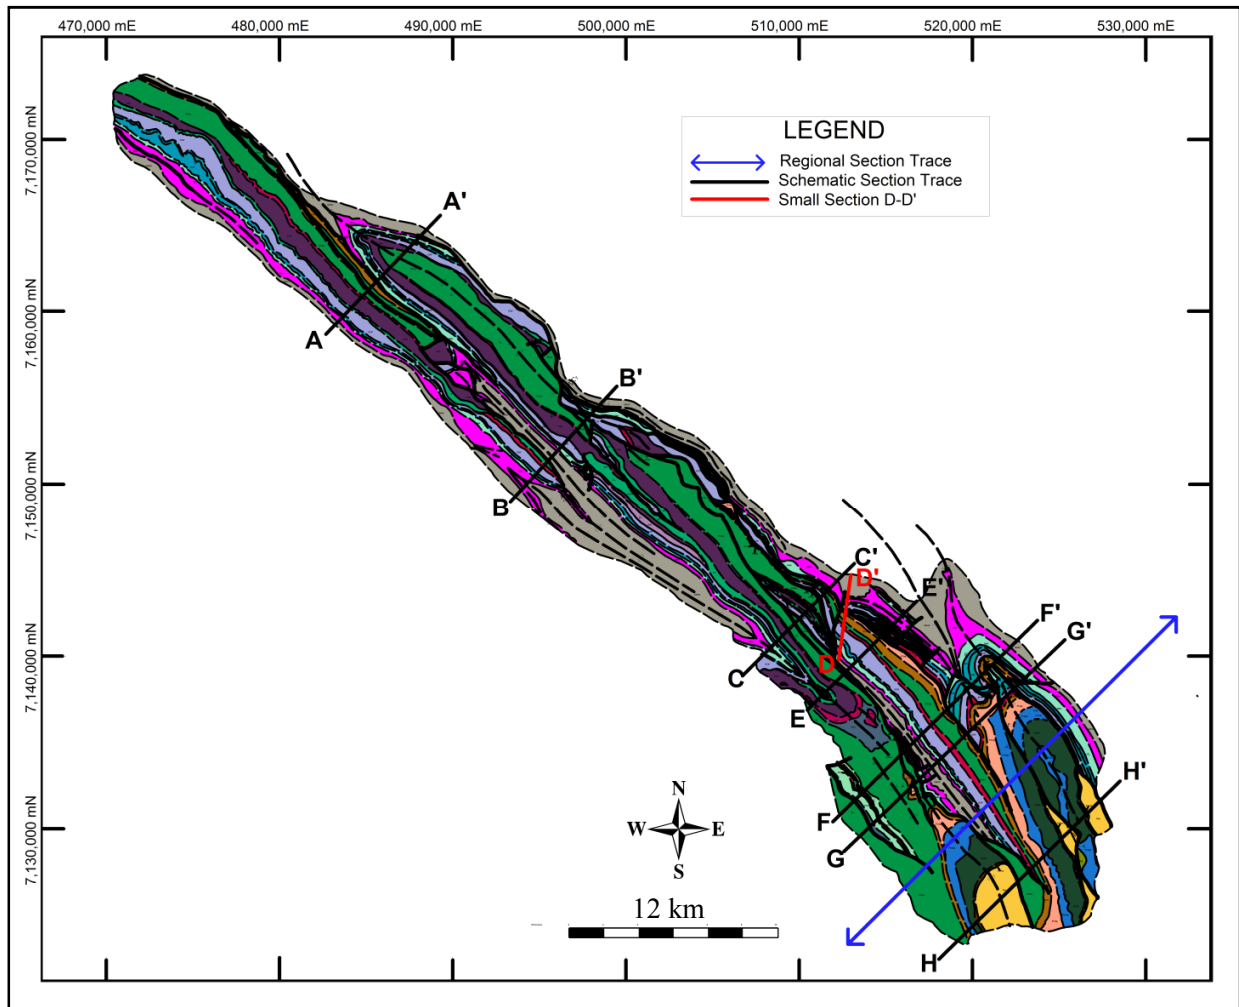 470,000 mE 480,000 mE 490,000 mE 500,000 mE 510,000 mE 520,000 mE 530,000 mE
7,170,000 mN
7,160,000 mN
7,150,000 mN
7,140,000 mN
7,130,000 mN
LEGEND
Regional Section Trace
Schematic Section Trace
Small Section D-D'
A'
A
B'
B
C'
D'
E'
C
D
E
F'
G'
F
G
H'
H
N
W E
S
12 km